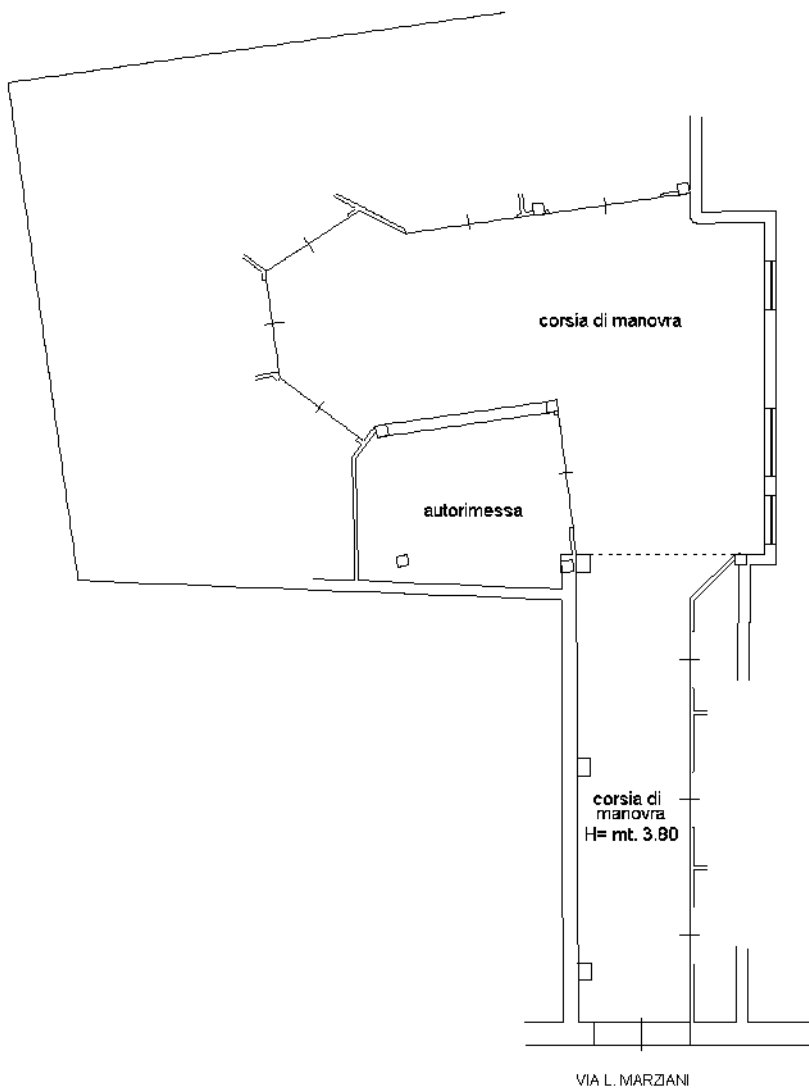 corsia di manovra
autorimessa
corsia di
manovra
H= mt. 3.80
VIA L. MARZIANI